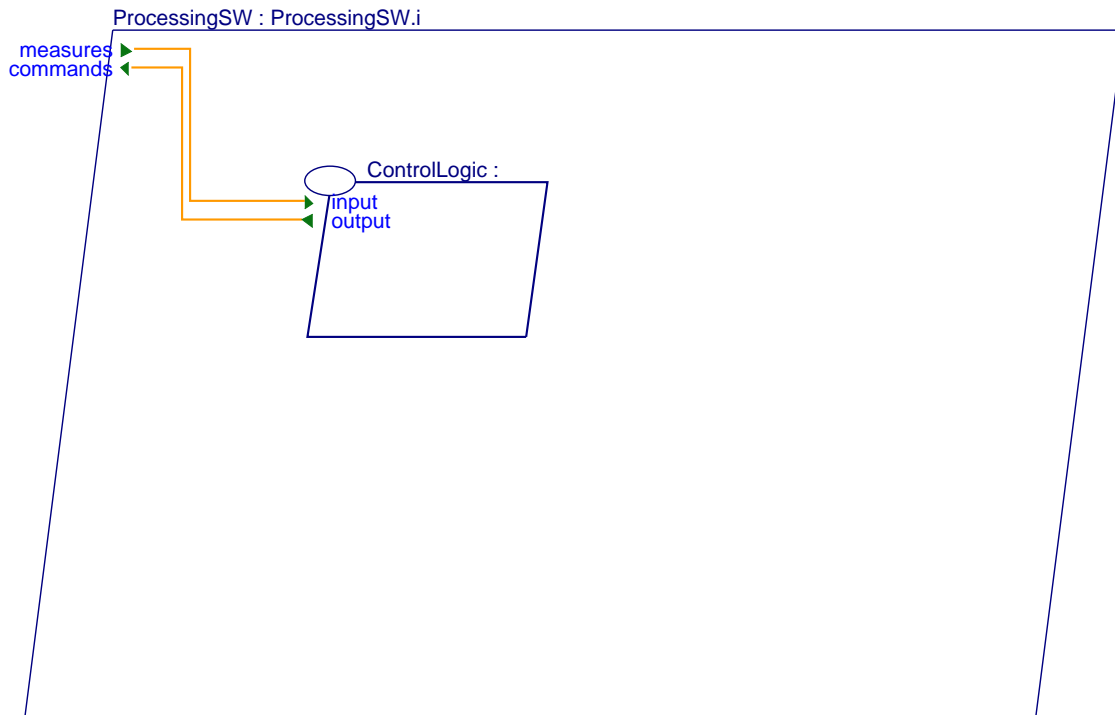 ProcessingSW : ProcessingSW.i
measures
commands
ControlLogic :
input
output